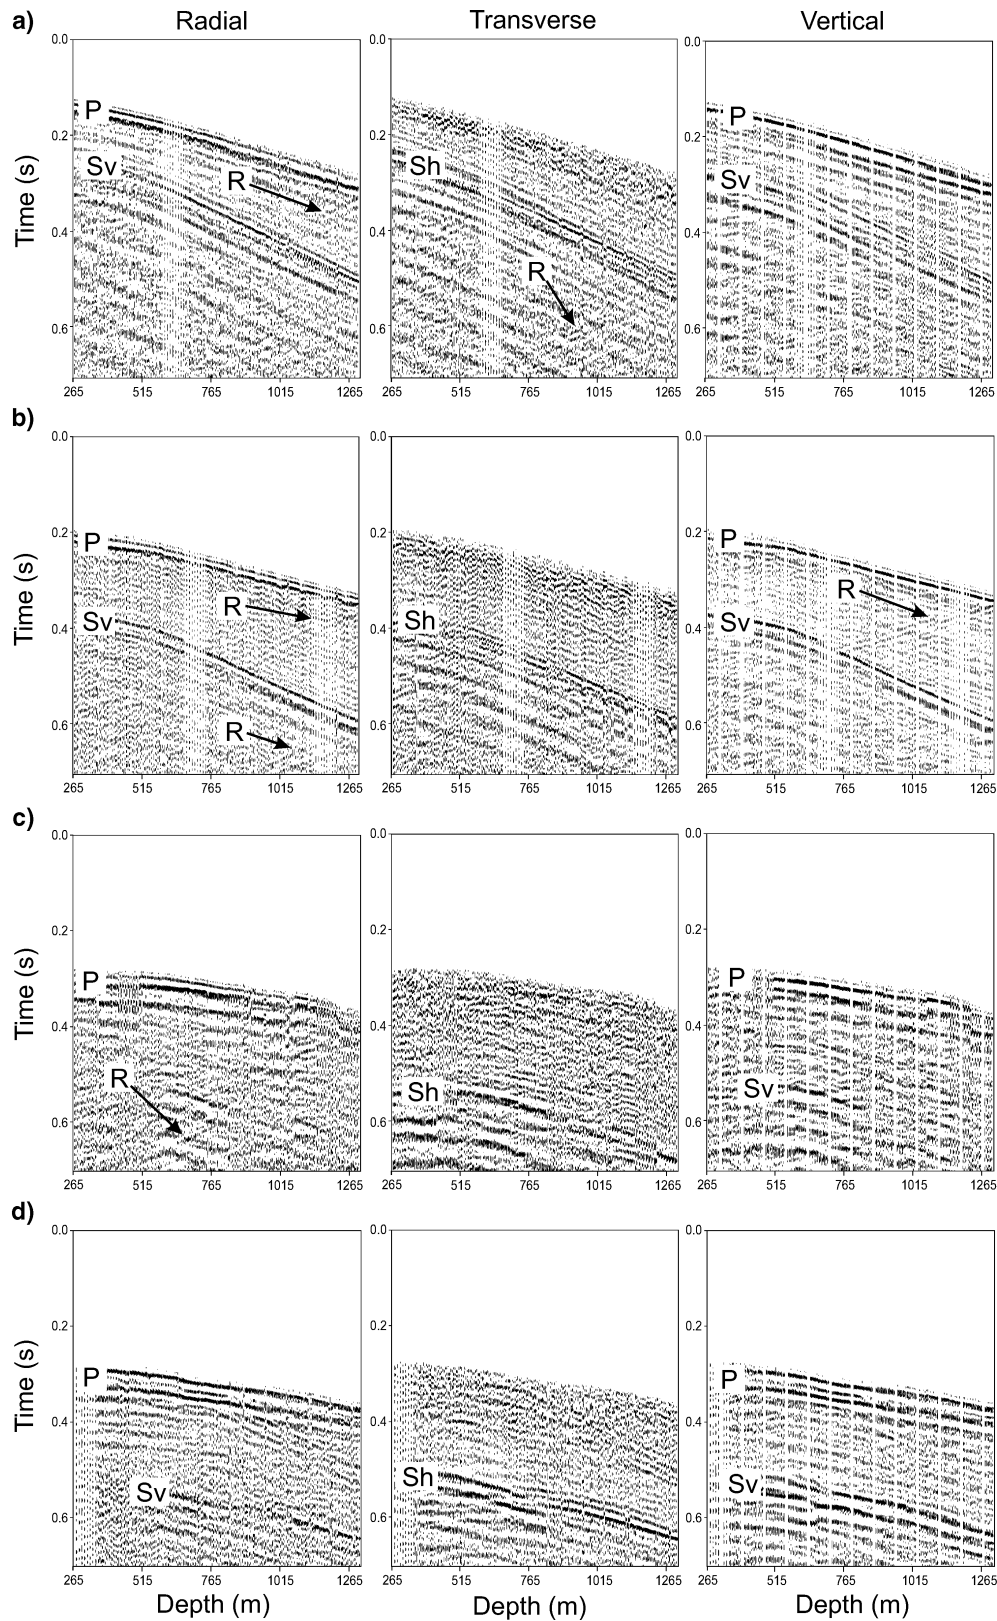 a) Radial Transverse Vertical
0.0 0.0 0.0
P P
0.2 0.2 0.2
Sv Sh Sv
R
Time (s)
0.4 0.4 0.4
R
0.6 0.6 0.6
265 515 765 1015 1265 265 515 765 1015 1265 265 515 765 1015 1265
b)
0.0 0.0 0.0
0.2 0.2 0.2
P P
Time (s)
R R
0.4 0.4 0.4
Sv Sh Sv
0.6 0.6 0.6
R
265 515 765 1015 1265 265 515 765 1015 1265 265 515 765 1015 1265
c)
0.0 0.0 0.0
0.2 0.2 0.2
Time (s)
P P
0.4 0.4 0.4
R Sh Sv
0.6 0.6 0.6
265 515 765 1015 1265 265 515 765 1015 1265 265 515 765 1015 1265
d)
0.0 0.0 0.0
0.2 0.2 0.2
Time (s)
P P
0.4 0.4 0.4
Sv Sh Sv
0.6 0.6 0.6
265 515 765 1015 1265 265 515 765 1015 1265 265 515 765 1015 1265
Depth (m) Depth (m) Depth (m)